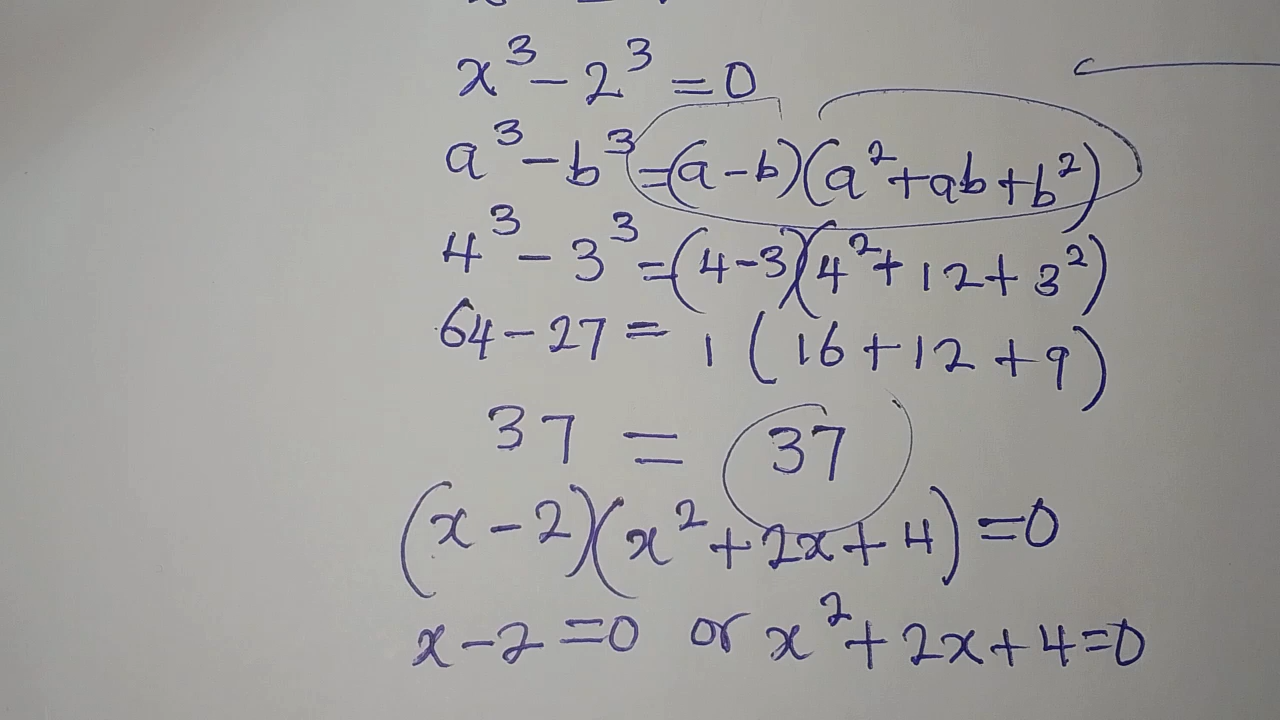 x³ - 2³ = 0
a³ - b³ = (a - b)(a² + ab + b²)
4³ - 3³ = (4 - 3)(4² + 12 + 3²)
64 - 27 = 1 (16 + 12 + 9)
37 = 37
(x - 2)(x² + 2x + 4) = 0
x - 2 = 0 or x² + 2x + 4 = 0